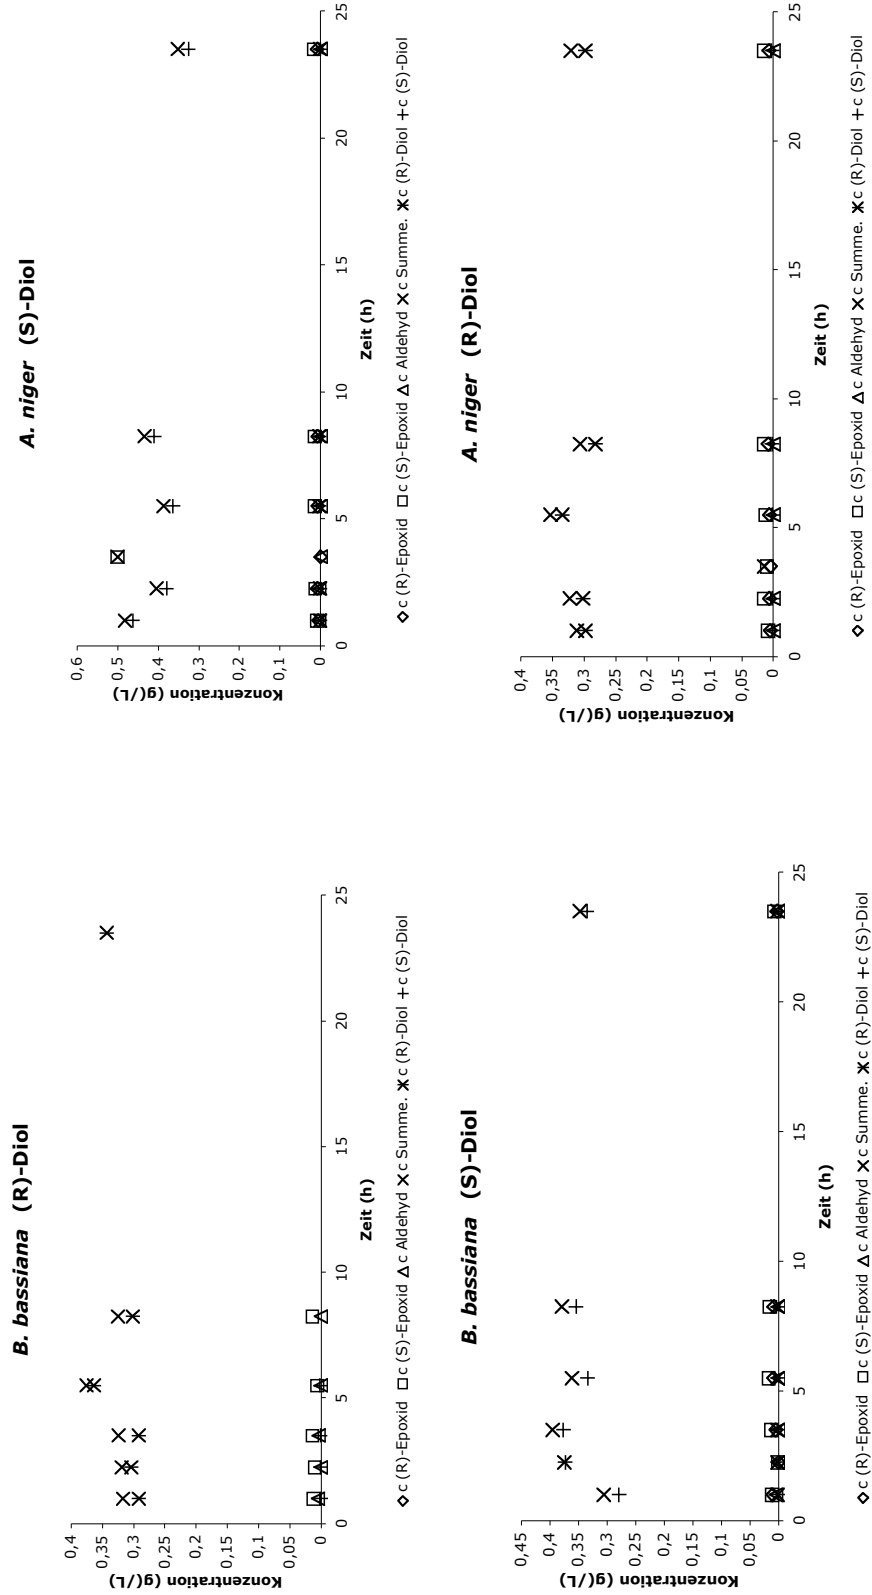 B. bassiana (R)-Diol
0,4
0,35
0,3
0,25
0,2
0,15
0,1
0,05
0
Konzentration (g(/L)
0 5 10 15 20 25
Zeit (h)
c (R)-Epoxid c (S)-Epoxid c Aldehyd c Summe. c (R)-Diol c (S)-Diol
A. niger (S)-Diol
0,6
0,5
0,4
0,3
0,2
0,1
0
Konzentration (g(/L)
0 5 10 15 20 25
Zeit (h)
c (R)-Epoxid c (S)-Epoxid c Aldehyd c Summe. c (R)-Diol c (S)-Diol
B. bassiana (S)-Diol
0,45
0,4
0,35
0,3
0,25
0,2
0,15
0,1
0,05
0
Konzentration (g(/L)
0 5 10 15 20 25
Zeit (h)
c (R)-Epoxid c (S)-Epoxid c Aldehyd c Summe. c (R)-Diol c (S)-Diol
A. niger (R)-Diol
0,4
0,35
0,3
0,25
0,2
0,15
0,1
0,05
0
Konzentration (g(/L)
0 5 10 15 20 25
Zeit (h)
c (R)-Epoxid c (S)-Epoxid c Aldehyd c Summe. c (R)-Diol c (S)-Diol